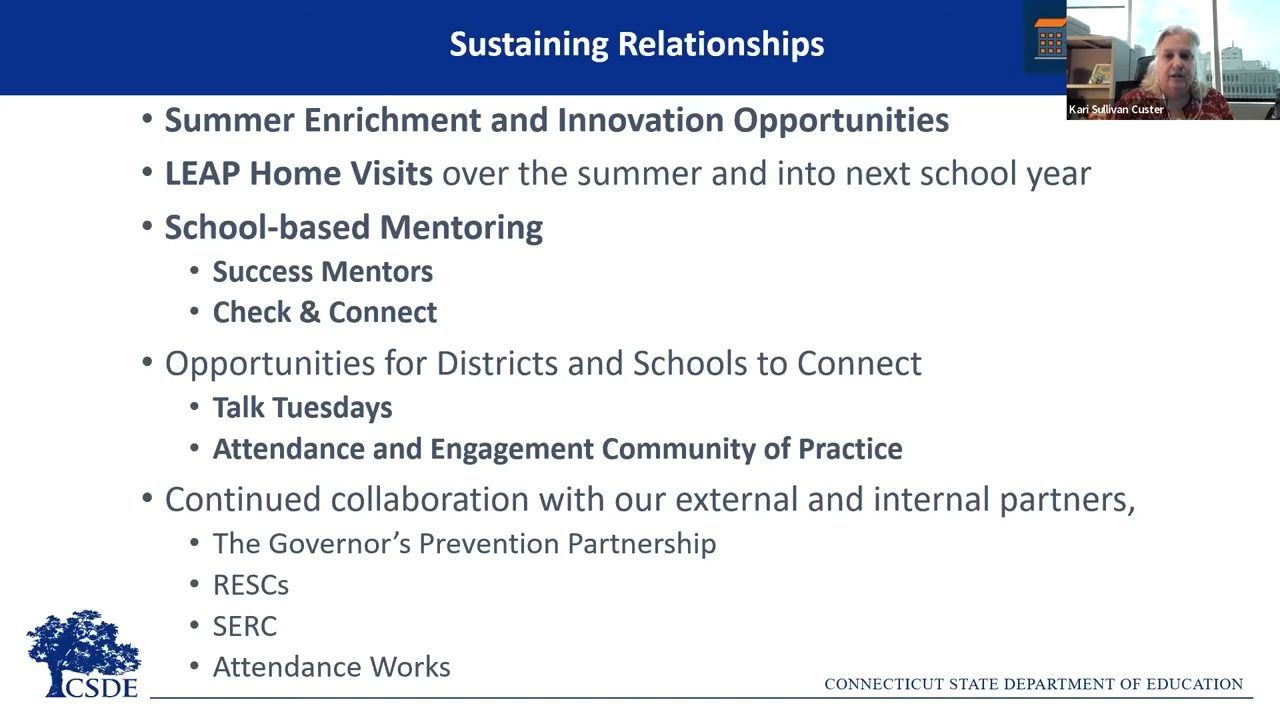 Sustaining Relationships
Kari Sullivan Custer
• Summer Enrichment and Innovation Opportunities
• LEAP Home Visits over the summer and into next school year
• School-based Mentoring
• Success Mentors
• Check & Connect
• Opportunities for Districts and Schools to Connect
• Talk Tuesdays
• Attendance and Engagement Community of Practice
• Continued collaboration with our external and internal partners,
• The Governor’s Prevention Partnership
• RESCs
• SERC
• Attendance Works
CSDE
CONNECTICUT STATE DEPARTMENT OF EDUCATION